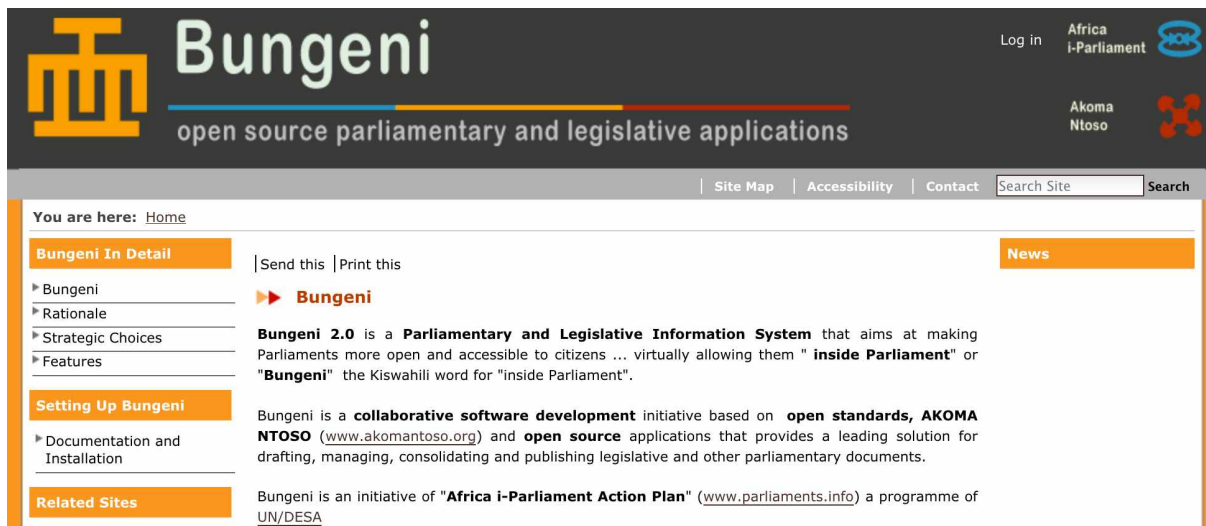 Bungeni
open source parliamentary and legislative applications
Log in
Africa
i-Parliament
Akoma
Ntoso
Site Map | Accessibility | Contact
Search Site
Search
You are here: Home
Bungeni In Detail
Bungeni
Rationale
Strategic Choices
Features
Setting Up Bungeni
Documentation and
Installation
Related Sites
|Send this |Print this
Bungeni
Bungeni 2.0 is a Parliamentary and Legislative Information System that aims at making
Parliaments more open and accessible to citizens ... virtually allowing them " inside Parliament" or
"Bungeni" the Kiswahili word for "inside Parliament".
Bungeni is a collaborative software development initiative based on open standards, AKOMA
NTOSO (www.akomantoso.org) and open source applications that provides a leading solution for
drafting, managing, consolidating and publishing legislative and other parliamentary documents.
Bungeni is an initiative of "Africa i-Parliament Action Plan" (www.parliaments.info) a programme of
UN/DESA
News